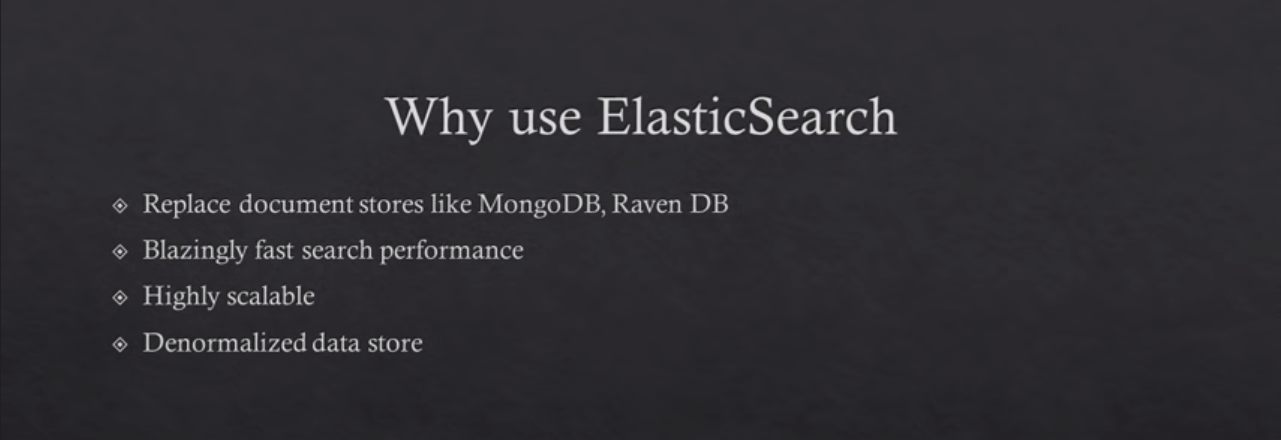 Why use ElasticSearch
Replace document stores like MongoDB, Raven DB
Blazingly fast search performance
Highly scalable
Denormalized data store